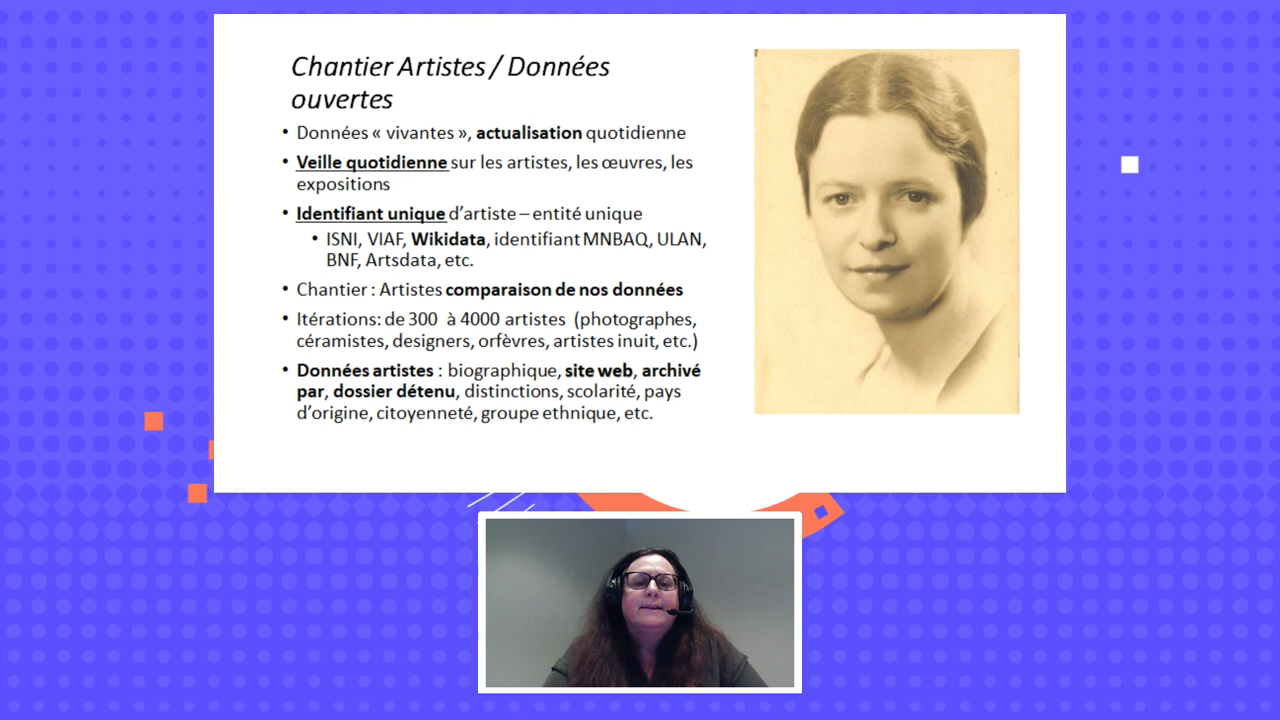 Chantier Artistes / Données
ouvertes
• Données « vivantes », actualisation quotidienne
• Veille quotidienne sur les artistes, les œuvres, les
expositions
• Identifiant unique d’artiste – entité unique
• ISNI, VIAF, Wikidata, identifiant MNBAQ, ULAN,
BNF, Artsdata, etc.
• Chantier : Artistes comparaison de nos données
• Itérations: de 300 à 4000 artistes (photographes,
céramistes, designers, orfèvres, artistes inuit, etc.)
• Données artistes : biographique, site web, archivé
par, dossier détenu, distinctions, scolarité, pays
d’origine, citoyenneté, groupe ethnique, etc.